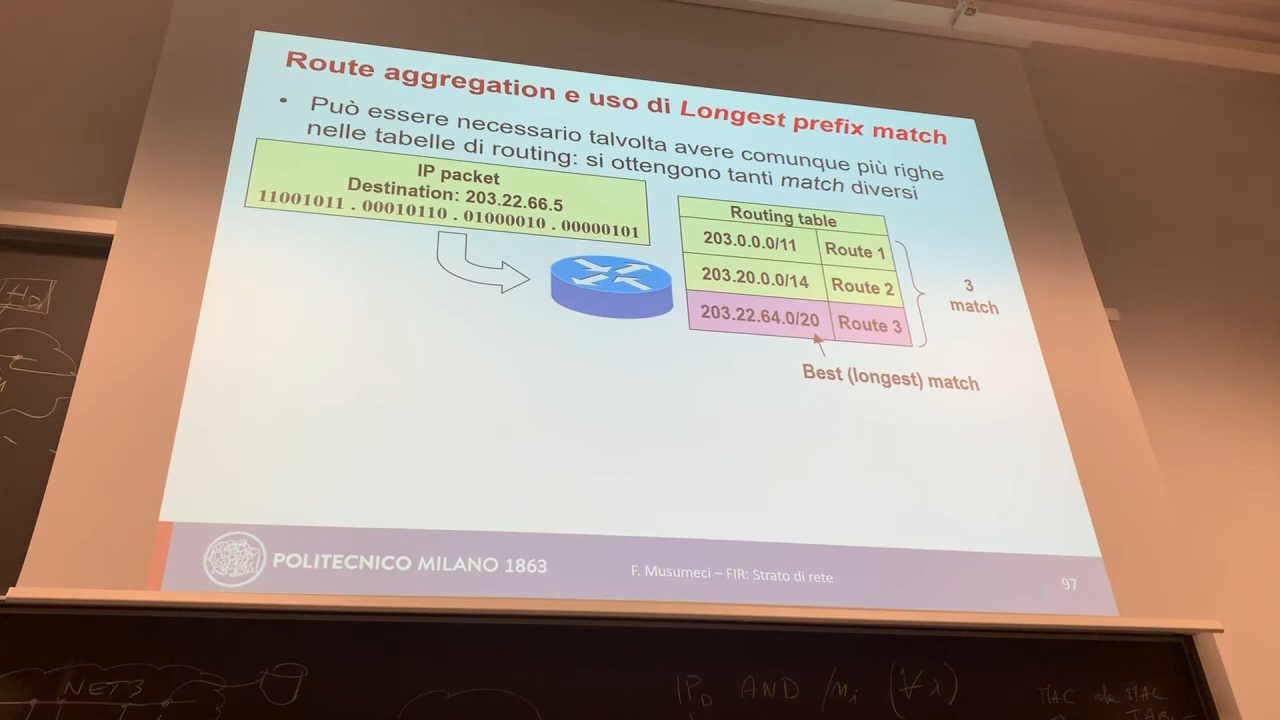 Route aggregation e uso di Longest prefix match
• Può essere necessario talvolta avere comunque più righe
nelle tabelle di routing: si ottengono tanti match diversi
IP packet
Destination: 203.22.66.5
11001011 . 00010110 . 01000010 . 00000101
Routing table
203.0.0.0/11 Route 1
203.20.0.0/14 Route 2
203.22.64.0/20 Route 3
3
match
Best (longest) match
POLITECNICO MILANO 1863
F. Musumeci – FIR: Strato di rete
97
NET3
IPD AND /Mi (∀i)
MAC